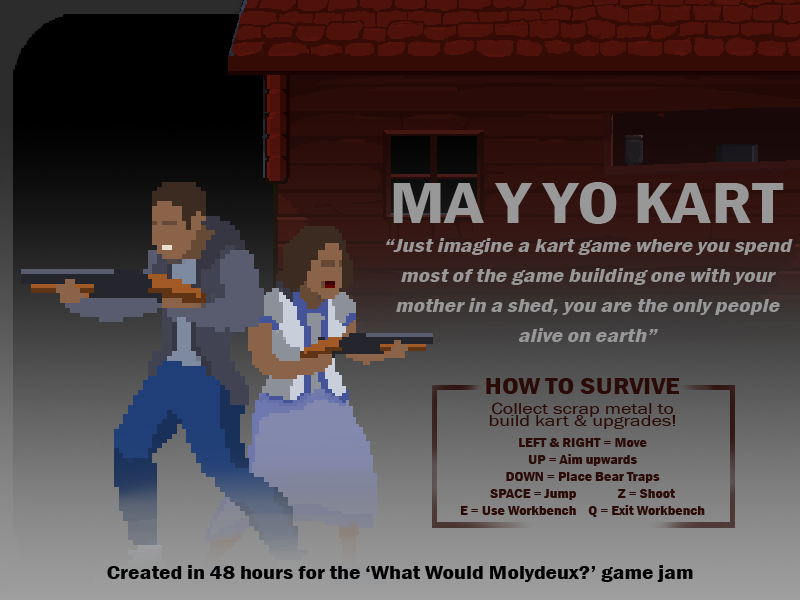 MA Y YO KART
“Just imagine a kart game where you spend
most of the game building one with your
mother in a shed, you are the only people
alive on earth”
HOW TO SURVIVE
Collect scrap metal to
build kart & upgrades!
LEFT & RIGHT = Move
UP = Aim upwards
DOWN = Place Bear Traps
SPACE = Jump Z = Shoot
E = Use Workbench Q = Exit Workbench
Created in 48 hours for the ‘What Would Molydeux?’ game jam